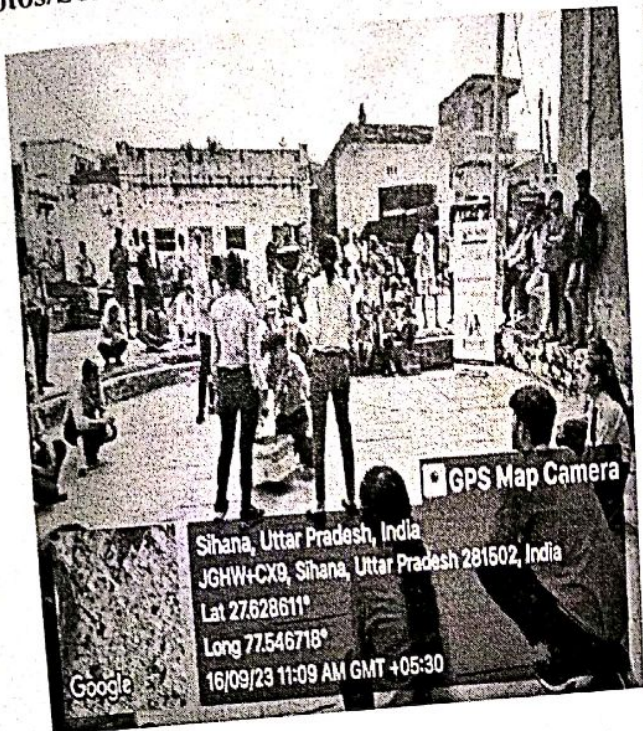 GPS Map Camera
Sihana, Uttar Pradesh, India
JGHW+CX9, Sihana, Uttar Pradesh 281502, India
Lat 27.628611°
Long 77.546718°
16/09/23 11:09 AM GMT +05:30
Google